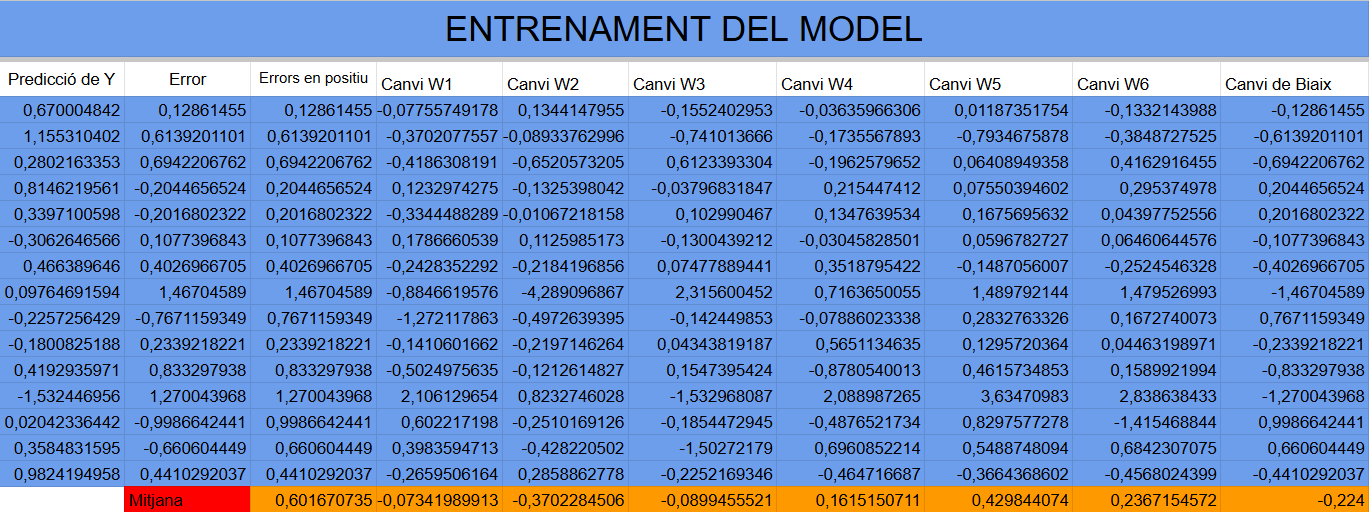 ENTRENAMENT DEL MODEL
Predicció de Y Error Errors en positiu Canvi W1 Canvi W2 Canvi W3 Canvi W4 Canvi W5 Canvi W6 Canvi de Biaix
0,670004842 0,12861455 0,12861455 -0,07755749178 0,1344147955 -0,1552402953 -0,03635966306 0,01187351754 -0,1332143988 -0,12861455
1,155310402 0,6139201101 0,6139201101 -0,3702077557 -0,08933762996 -0,741013666 -0,1735567893 -0,7934675878 -0,3848727525 -0,6139201101
0,2802163353 0,6942206762 0,6942206762 -0,4186308191 -0,6520573205 0,6123393304 -0,1962579652 0,06408949358 0,4162916455 -0,6942206762
0,8146219561 -0,2044656524 0,2044656524 0,1232974275 -0,1325398042 -0,03796831847 0,215447412 0,07550394602 0,295374978 0,2044656524
0,3397100598 -0,2016802322 0,2016802322 -0,3344488289 -0,01067218158 0,102990467 0,1347639534 0,1675695632 0,04397752556 0,2016802322
-0,3062646566 0,1077396843 0,1077396843 0,1786660539 0,1125985173 -0,1300439212 -0,03045828501 0,0596782727 0,06460644576 -0,1077396843
0,466389646 0,4026966705 0,4026966705 -0,2428352292 -0,2184196856 0,07477889441 0,3518795422 -0,1487056007 -0,2524546328 -0,4026966705
0,09764691594 1,46704589 1,46704589 -0,8846619576 -4,289096867 2,315600452 0,7163650055 1,489792144 1,479526993 -1,46704589
-0,2257256429 -0,7671159349 0,7671159349 -1,272117863 -0,4972639395 -0,142449853 -0,07886023338 0,2832763326 0,1672740073 0,7671159349
-0,1800825188 0,2339218221 0,2339218221 -0,1410601662 -0,2197146264 0,04343819187 0,5651134635 0,1295720364 0,04463198971 -0,2339218221
0,4192935971 0,833297938 0,833297938 -0,5024975635 -0,1212614827 0,1547395424 -0,8780540013 0,4615734853 0,1589921994 -0,833297938
-1,532446956 1,270043968 1,270043968 2,106129654 0,8232746028 -1,532968087 2,088987265 3,63470983 2,838638433 -1,270043968
0,02042336442 -0,9986642441 0,9986642441 0,602217198 -0,2510169126 -0,1854472945 -0,4876521734 0,8297577278 -1,415468844 0,9986642441
0,3584831595 -0,660604449 0,660604449 0,3983594713 -0,428220502 -1,50272179 0,6960852214 0,5488748094 0,6842307075 0,660604449
0,9824194958 0,4410292037 0,4410292037 -0,2659506164 0,2858862778 -0,2252169346 -0,464716687 -0,3664368602 -0,4568024399 -0,4410292037
Mitjana 0,601670735 -0,07341989913 -0,3702284506 -0,0899455521 0,1615150711 0,429844074 0,2367154572 -0,224